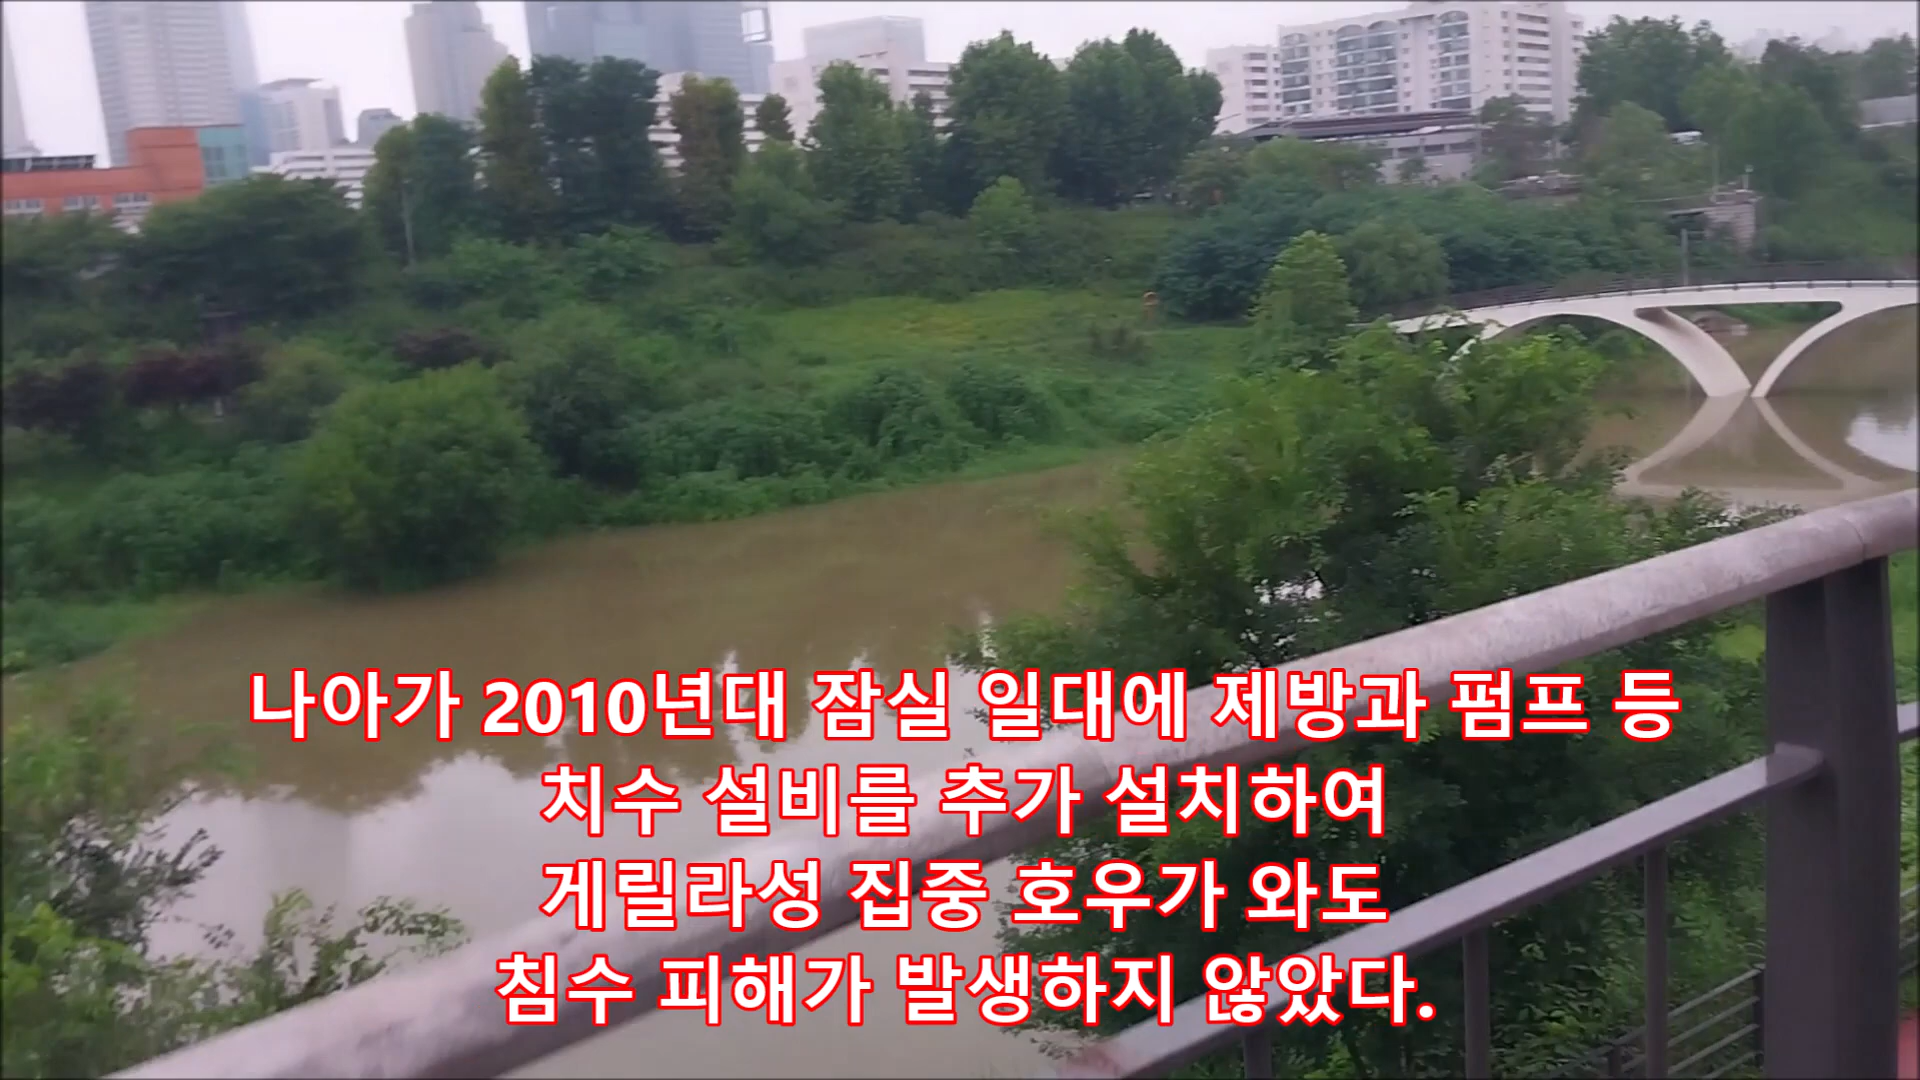 나아가 2010년대 잠실 일대에 제방과 펌프 등
치수 설비를 추가 설치하여
게릴라성 집중 호우가 와도
침수 피해가 발생하지 않았다.